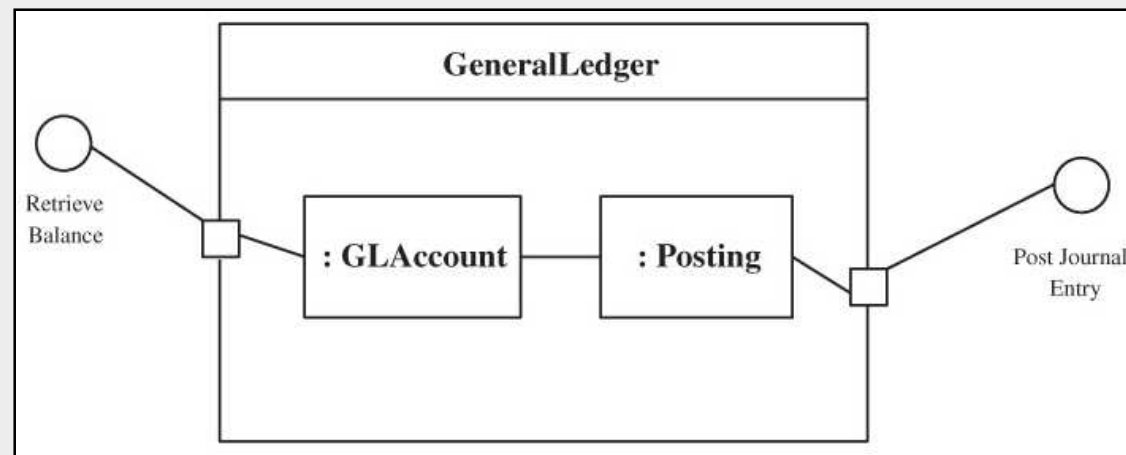 GeneralLedger
Retrieve
Balance
: GLAccount
: Posting
Post Journal
Entry